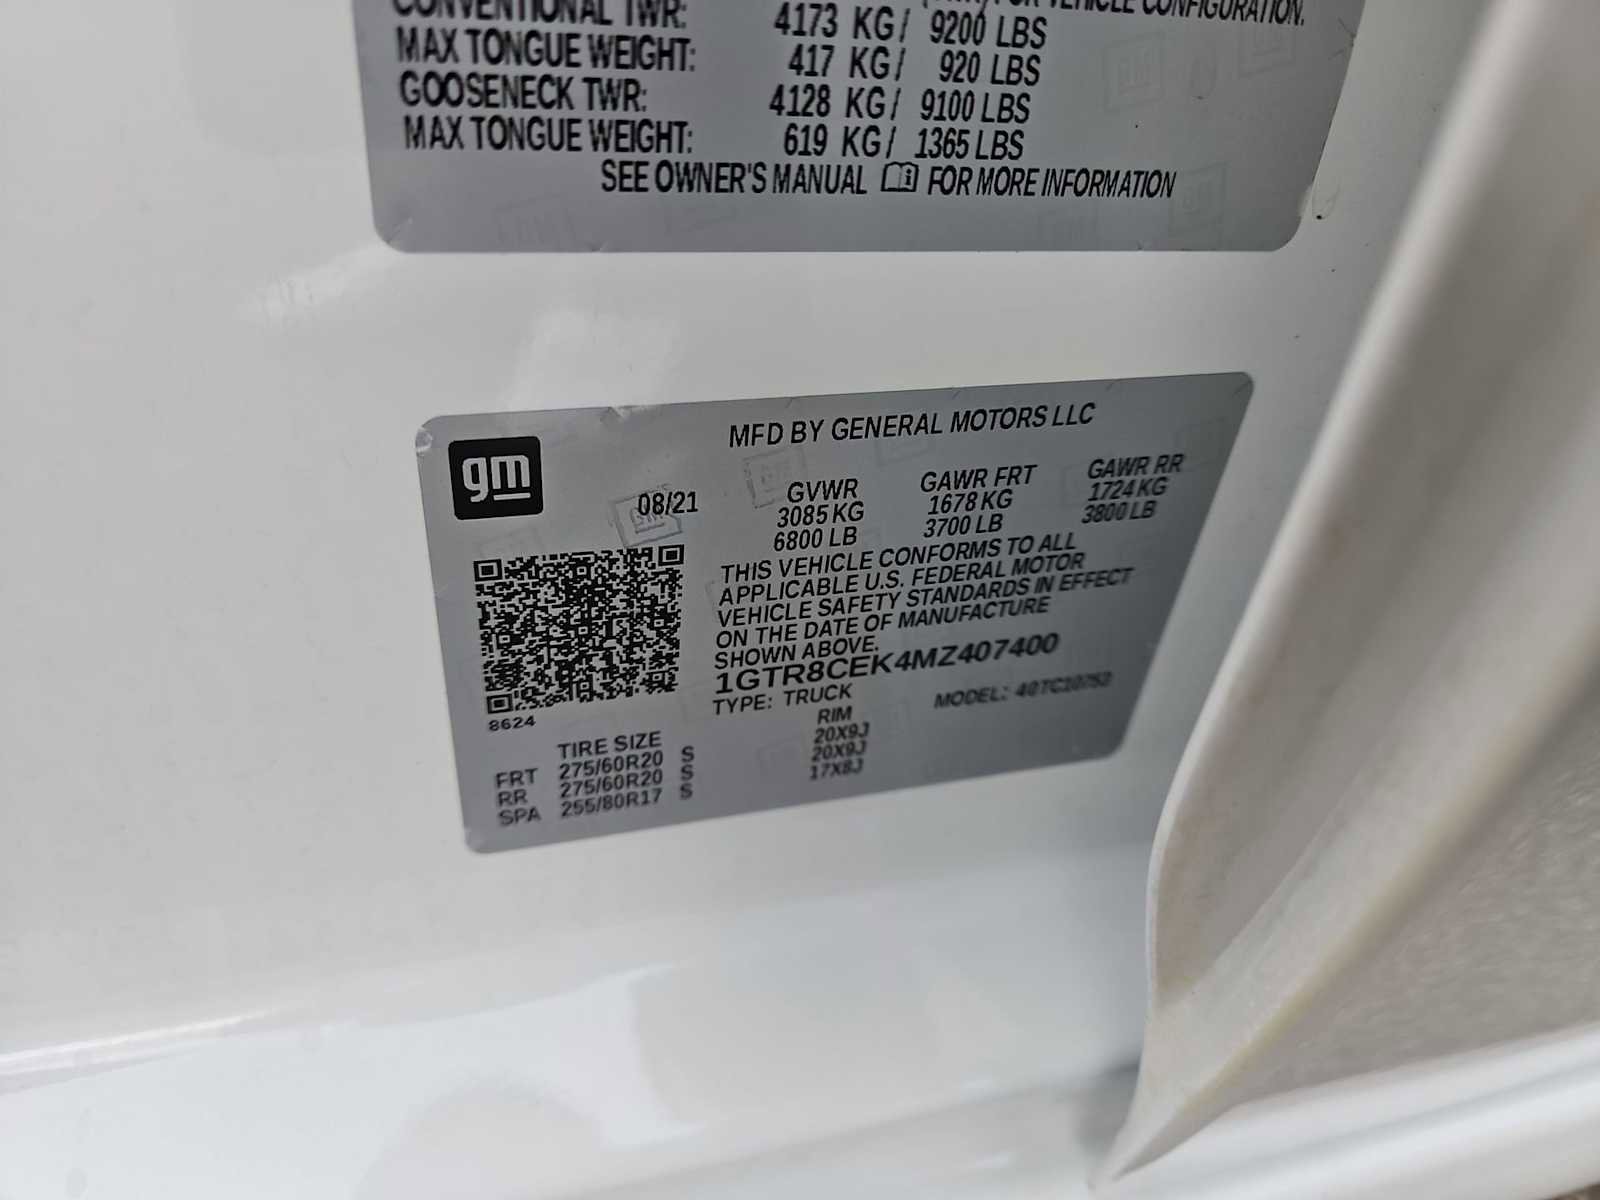 CONVENTIONAL TWR: 4173 KG / 9200 LBS
FOR VEHICLE CONFIGURATION.
MAX TONGUE WEIGHT: 417 KG / 920 LBS
GOOSENECK TWR: 4128 KG / 9100 LBS
MAX TONGUE WEIGHT: 619 KG / 1365 LBS
SEE OWNER'S MANUAL FOR MORE INFORMATION
gm
MFD BY GENERAL MOTORS LLC
08/21
GVWR GAWR FRT GAWR RR
3085 KG 1678 KG 1724 KG
6800 LB 3700 LB 3800 LB
THIS VEHICLE CONFORMS TO ALL
APPLICABLE U.S. FEDERAL MOTOR
VEHICLE SAFETY STANDARDS IN EFFECT
ON THE DATE OF MANUFACTURE
SHOWN ABOVE.
1GTR8CEK4MZ407400
TYPE: TRUCK MODEL:
8624
TIRE SIZE RIM
FRT 275/60R20 S 20X9J
RR 275/60R20 S 20X9J
SPA 255/80R17 S 17X8J